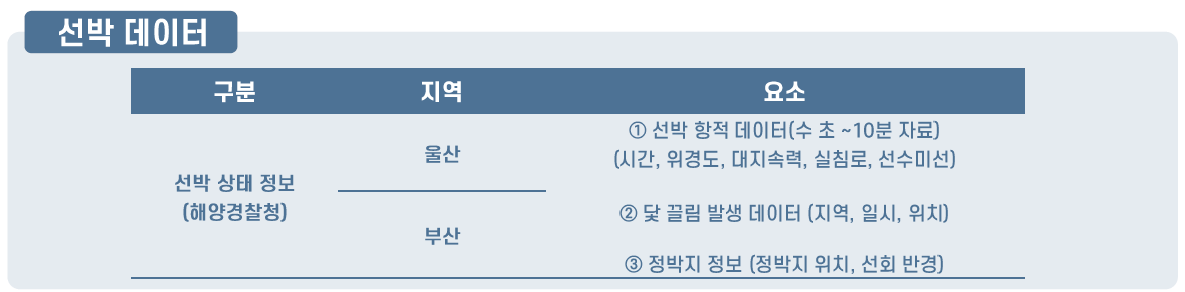 선박 데이터
구분 지역 요소
선박 상태 정보
(해양경찰청)
울산
부산
① 선박 항적 데이터(수 초 ~10분 자료)
(시간, 위경도, 대지속력, 실침로, 선수미선)
② 닻 끌림 발생 데이터 (지역, 일시, 위치)
③ 정박지 정보 (정박지 위치, 선회 반경)